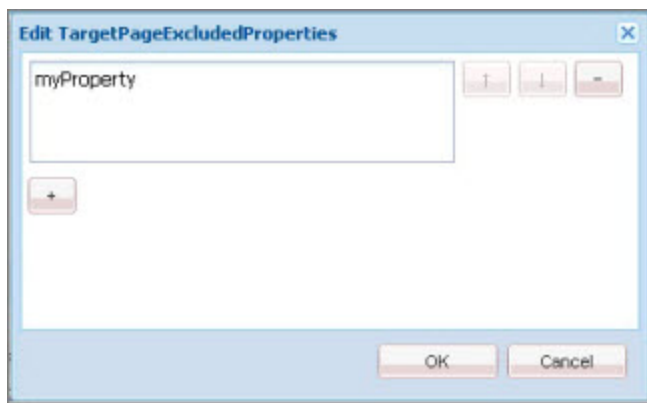 Edit TargetPageExcludedProperties
myProperty
↑ ↓ -
+
OK Cancel